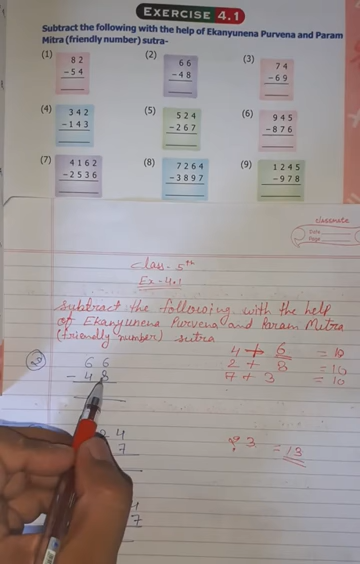 EXERCISE 4.1
Subtract the following with the help of Ekanyunena Purvena and Param
Mitra (friendly number) sutra-
(1) 82 (2) 66 (3) 74
-54 -48 -69
(4) 342 (5) 524 (6) 945
-143 -267 -876
(7) 4162 (8) 7264 (9) 1245
-2536 -3897 -978
classmate
Date
Page
Class - 5th
Ex - 4.1
Subtract the following with the help
of Ekanyunena Purvena and Param Mitra
(friendly number) sutra
4 + 6 = 10
2 + 8 = 10
7 + 3 = 10
② 66
- 48
24
7
3 = 13
7